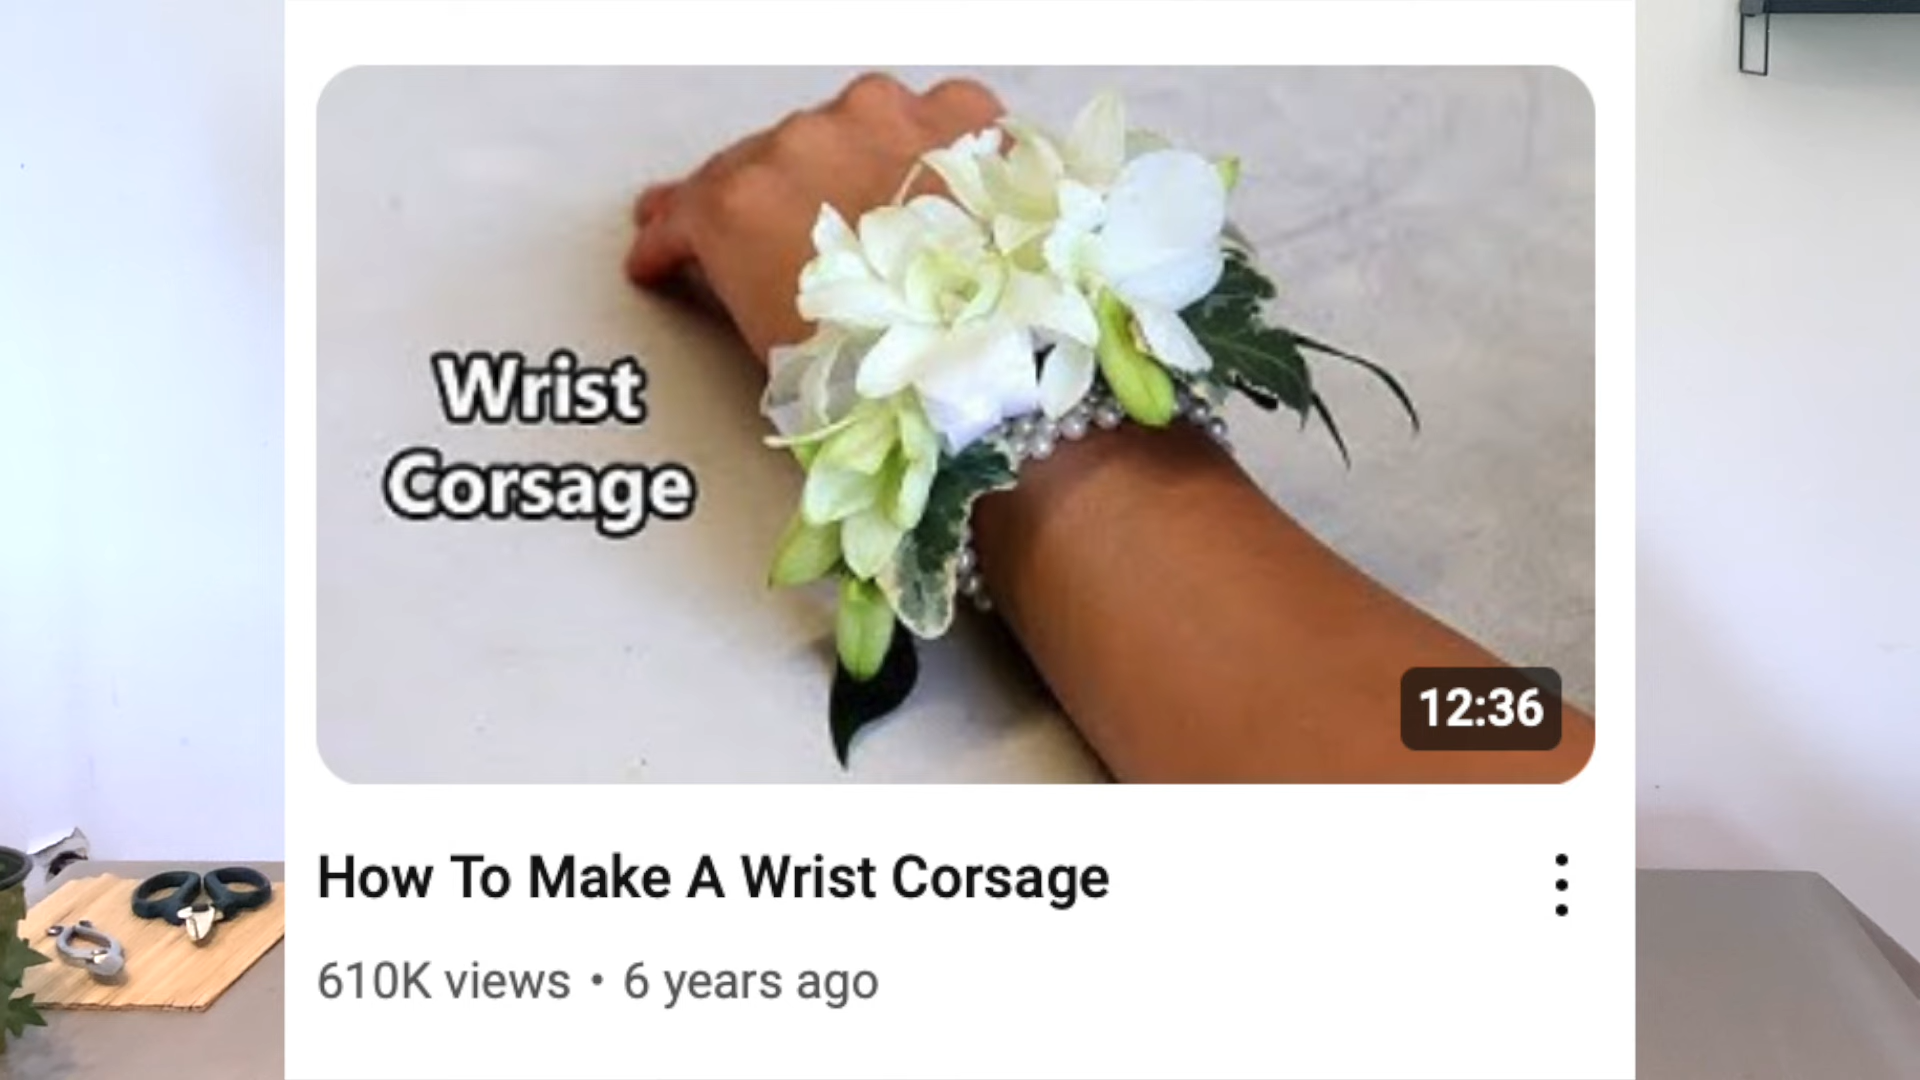 Wrist
Corsage
12:36
How To Make A Wrist Corsage
610K views • 6 years ago